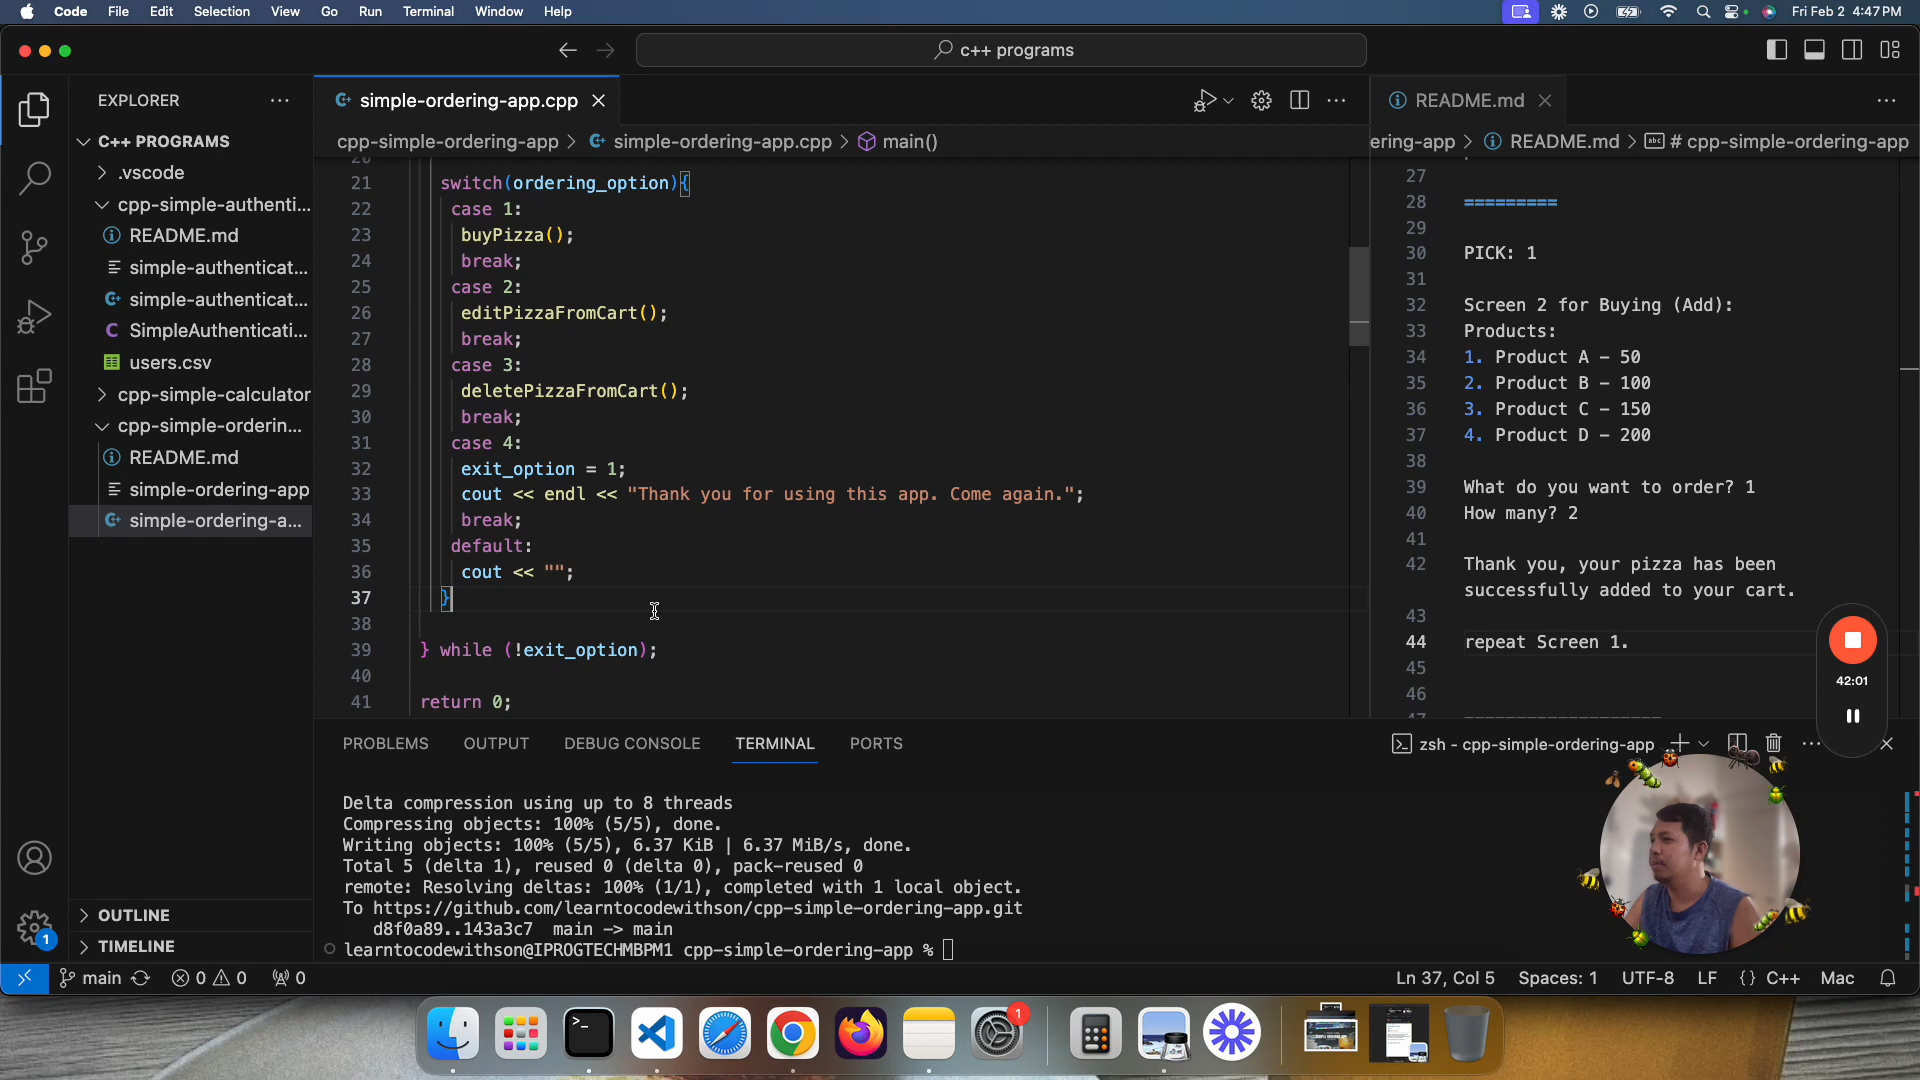 Code File Edit Selection View Go Run Terminal Window Help
Fri Feb 2 4:47 PM
c++ programs
EXPLORER
C++ PROGRAMS
.vscode
cpp-simple-authenti...
README.md
simple-authenticat...
simple-authenticat...
SimpleAuthenticati...
users.csv
cpp-simple-calculator
cpp-simple-orderin...
README.md
simple-ordering-app
simple-ordering-a...
OUTLINE
TIMELINE
simple-ordering-app.cpp
cpp-simple-ordering-app > simple-ordering-app.cpp > main()
20
21 switch(ordering_option){
22 case 1:
23 buyPizza();
24 break;
25 case 2:
26 editPizzaFromCart();
27 break;
28 case 3:
29 deletePizzaFromCart();
30 break;
31 case 4:
32 exit_option = 1;
33 cout << endl << "Thank you for using this app. Come again.";
34 break;
35 default:
36 cout << "";
37 }
38
39 } while (!exit_option);
40
41 return 0;
README.md
ering-app > README.md > # cpp-simple-ordering-app
27
28 =========
29
30 PICK: 1
31
32 Screen 2 for Buying (Add):
33 Products:
34 1. Product A – 50
35 2. Product B – 100
36 3. Product C – 150
37 4. Product D – 200
38
39 What do you want to order? 1
40 How many? 2
41
42 Thank you, your pizza has been
successfully added to your cart.
43
44 repeat Screen 1.
45
46
47
42:01
PROBLEMS OUTPUT DEBUG CONSOLE TERMINAL PORTS
zsh - cpp-simple-ordering-app
Delta compression using up to 8 threads
Compressing objects: 100% (5/5), done.
Writing objects: 100% (5/5), 6.37 KiB | 6.37 MiB/s, done.
Total 5 (delta 1), reused 0 (delta 0), pack-reused 0
remote: Resolving deltas: 100% (1/1), completed with 1 local object.
To https://github.com/learntocodewithson/cpp-simple-ordering-app.git
d8f0a89..143a3c7 main -> main
learntocodewithson@IPROGTECHMBPM1 cpp-simple-ordering-app %
1
main 0 0 0
Ln 37, Col 5 Spaces: 1 UTF-8 LF {} C++ Mac
1